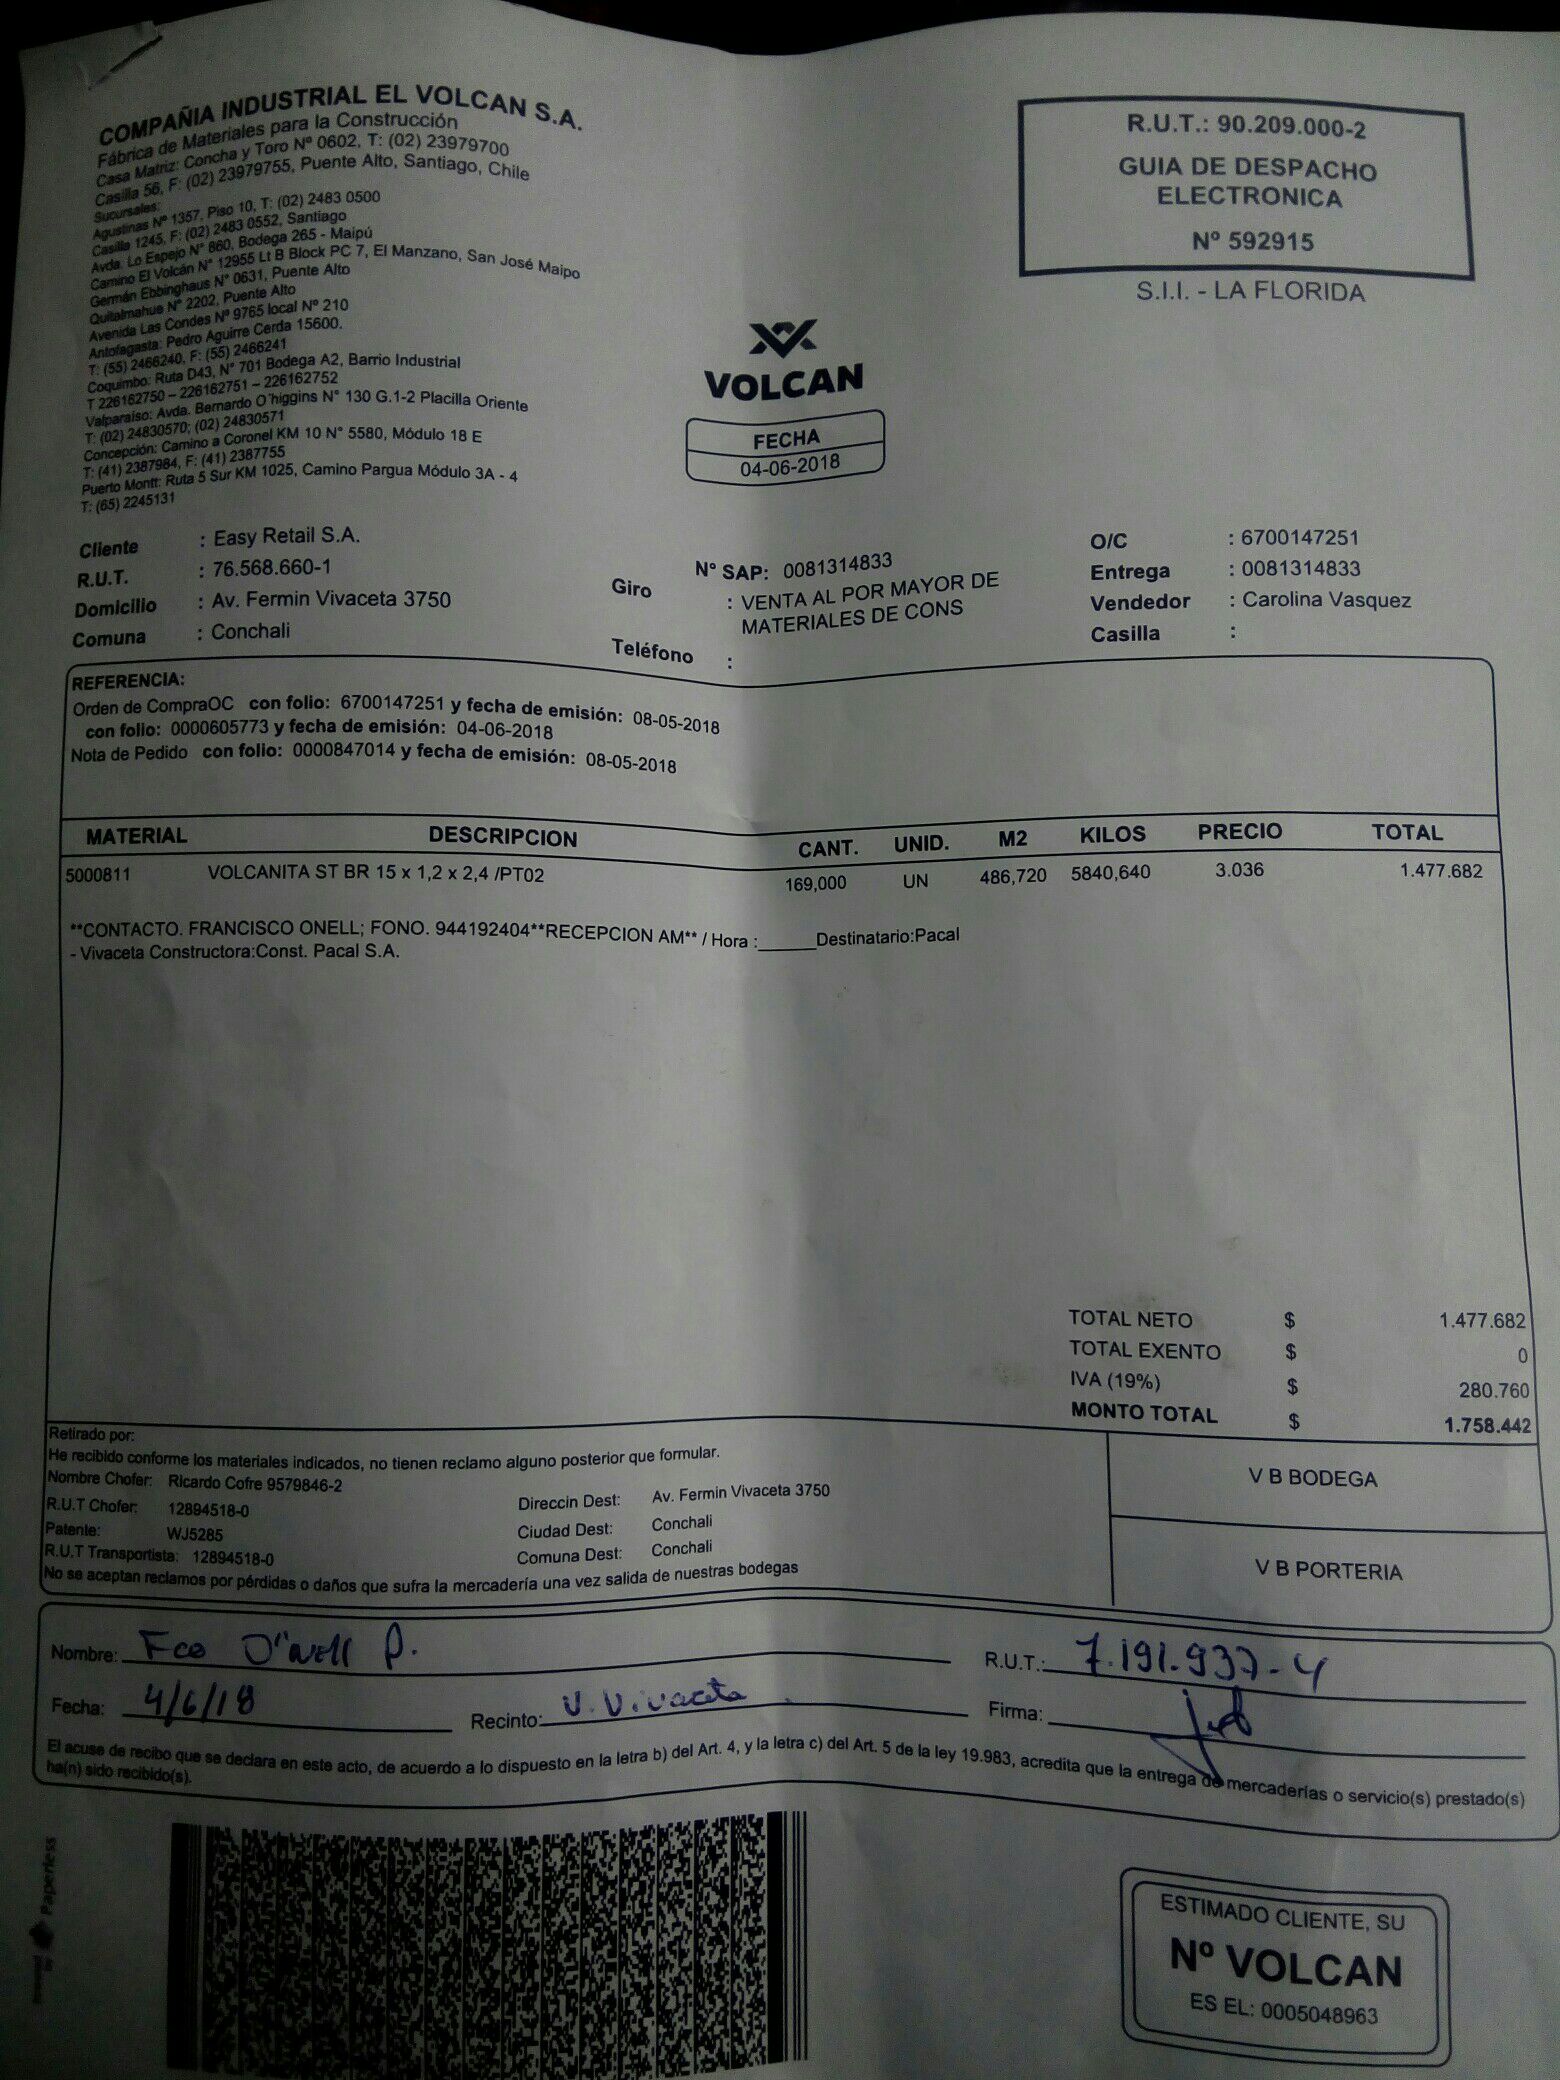 COMPAÑIA INDUSTRIAL EL VOLCAN S.A.
Fábrica de Materiales para la Construcción
Casa Matriz: Concha y Toro Nº 0602, T: (02) 23979700
Casilla 56, F: (02) 23979755, Puente Alto, Santiago, Chile
Sucursales:
Agustinas Nº 1357, Piso 10, T: (02) 2483 0500
Casilla 1245, F: (02) 2483 0552, Santiago
Avda. Lo Espejo N° 860, Bodega 265 - Maipú
Camino El Volcán N° 12955 Lt B Block PC 7, El Manzano, San José Maipo
Germán Ebbinghaus N° 0631, Puente Alto
Quitalmahue N° 2202, Puente Alto
Avenida Las Condes Nº 9765 local Nº 210
Antofagasta: Pedro Aguirre Cerda 15600.
T: (55) 2466240, F: (55) 2466241
Coquimbo: Ruta D43, N° 701 Bodega A2, Barrio Industrial
T 226162750 – 226162751 – 226162752
Valparaiso: Avda. Bernardo O´higgins N° 130 G.1-2 Placilla Oriente
T: (02) 24830570; (02) 24830571
Concepción: Camino a Coronel KM 10 N° 5580, Módulo 18 E
T: (41) 2387984, F: (41) 2387755
Puerto Montt: Ruta 5 Sur KM 1025, Camino Pargua Módulo 3A - 4
T: (65) 2245131
R.U.T.: 90.209.000-2
GUIA DE DESPACHO
ELECTRONICA
Nº 592915
S.I.I. - LA FLORIDA
VOLCAN
FECHA
04-06-2018
Cliente : Easy Retail S.A.
R.U.T. : 76.568.660-1
Domicilio : Av. Fermin Vivaceta 3750
Comuna : Conchali
N° SAP: 0081314833
Giro : VENTA AL POR MAYOR DE
MATERIALES DE CONS
Teléfono :
O/C : 6700147251
Entrega : 0081314833
Vendedor : Carolina Vasquez
Casilla :
REFERENCIA:
Orden de CompraOC con folio: 6700147251 y fecha de emisión: 08-05-2018
con folio: 0000605773 y fecha de emisión: 04-06-2018
Nota de Pedido con folio: 0000847014 y fecha de emisión: 08-05-2018
MATERIAL DESCRIPCION CANT. UNID. M2 KILOS PRECIO TOTAL
5000811 VOLCANITA ST BR 15 x 1,2 x 2,4 /PT02 169,000 UN 486,720 5840,640 3.036 1.477.682
**CONTACTO. FRANCISCO ONELL; FONO. 944192404**RECEPCION AM** / Hora :______Destinatario:Pacal
- Vivaceta Constructora:Const. Pacal S.A.
TOTAL NETO $ 1.477.682
TOTAL EXENTO $ 0
IVA (19%) $ 280.760
MONTO TOTAL $ 1.758.442
Retirado por:
He recibido conforme los materiales indicados, no tienen reclamo alguno posterior que formular.
Nombre Chofer: Ricardo Cofre 9579846-2
R.U.T Chofer: 12894518-0
Patente: WJ5285
R.U.T Transportista: 12894518-0
Direccin Dest: Av. Fermin Vivaceta 3750
Ciudad Dest: Conchali
Comuna Dest: Conchali
No se aceptan reclamos por pérdidas o daños que sufra la mercadería una vez salida de nuestras bodegas
V B BODEGA
V B PORTERIA
Nombre: Fco O'nell P. R.U.T.: 7.191.937-4
Fecha: 4/6/18 Recinto: V. Vivaceta Firma:
El acuse de recibo que se declara en este acto, de acuerdo a lo dispuesto en la letra b) del Art. 4, y la letra c) del Art. 5 de la ley 19.983, acredita que la entrega de mercaderías o servicio(s) prestado(s)
ha(n) sido recibido(s).
Paperless
ESTIMADO CLIENTE, SU
Nº VOLCAN
ES EL: 0005048963